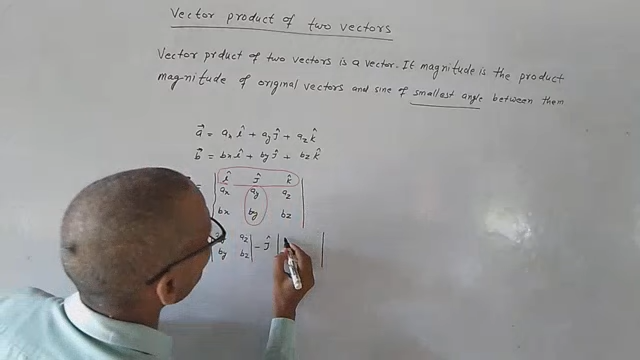 Vector product of two vectors
Vector prduct of two vectors is a vector. It magnitude is the product
magnitude of original vectors and sine of smallest angle between them
a⃗ = ax î + ay ĵ + az k̂
b⃗ = bx î + by ĵ + bz k̂
= | î ĵ k̂ |
| ax ay az |
| bx by bz |
az | - ĵ |
| by bz |